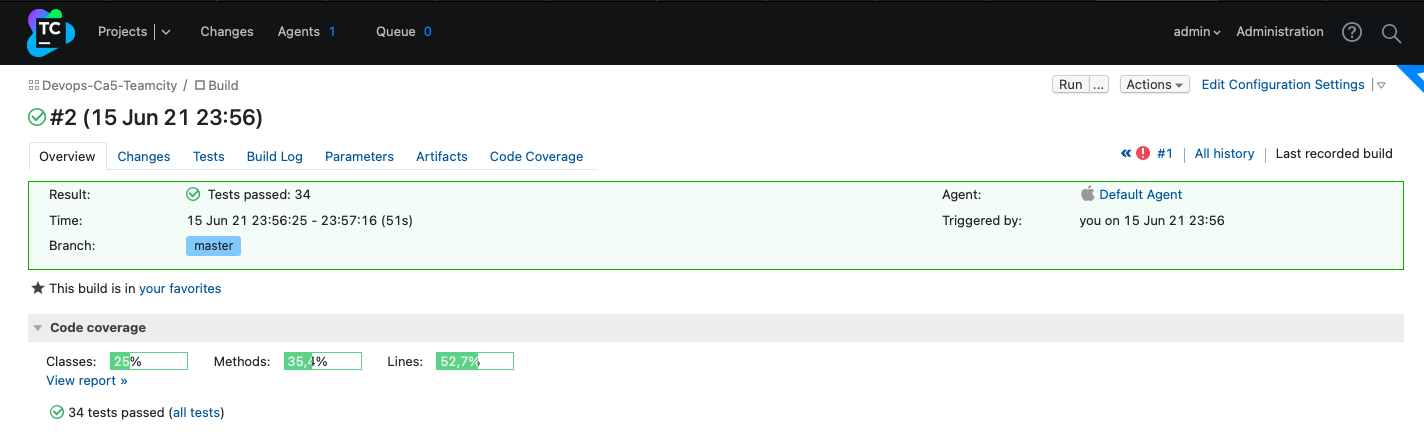 TC Projects Changes Agents 1 Queue 0 admin Administration ?
Devops-Ca5-Teamcity / Build Run ... Actions Edit Configuration Settings
#2 (15 Jun 21 23:56)
Overview Changes Tests Build Log Parameters Artifacts Code Coverage « ! #1 All history Last recorded build
Result: Tests passed: 34 Agent: Default Agent
Time: 15 Jun 21 23:56:25 - 23:57:16 (51s) Triggered by: you on 15 Jun 21 23:56
Branch: master
This build is in your favorites
Code coverage
Classes: 25% Methods: 35,4% Lines: 52,7%
View report »
34 tests passed (all tests)